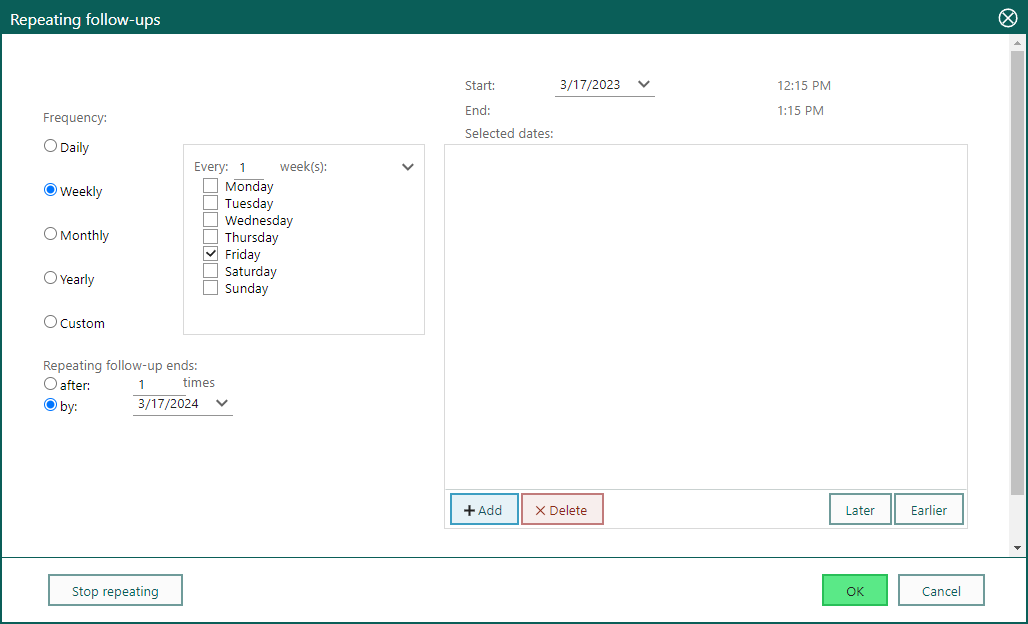 Repeating follow-ups
Start: 3/17/2023 12:15 PM
End: 1:15 PM
Selected dates:
Frequency:
Daily
Weekly
Monthly
Yearly
Custom
Every: 1 week(s):
Monday
Tuesday
Wednesday
Thursday
Friday
Saturday
Sunday
Repeating follow-up ends:
after: 1 times
by: 3/17/2024
Add Delete Later Earlier
Stop repeating OK Cancel